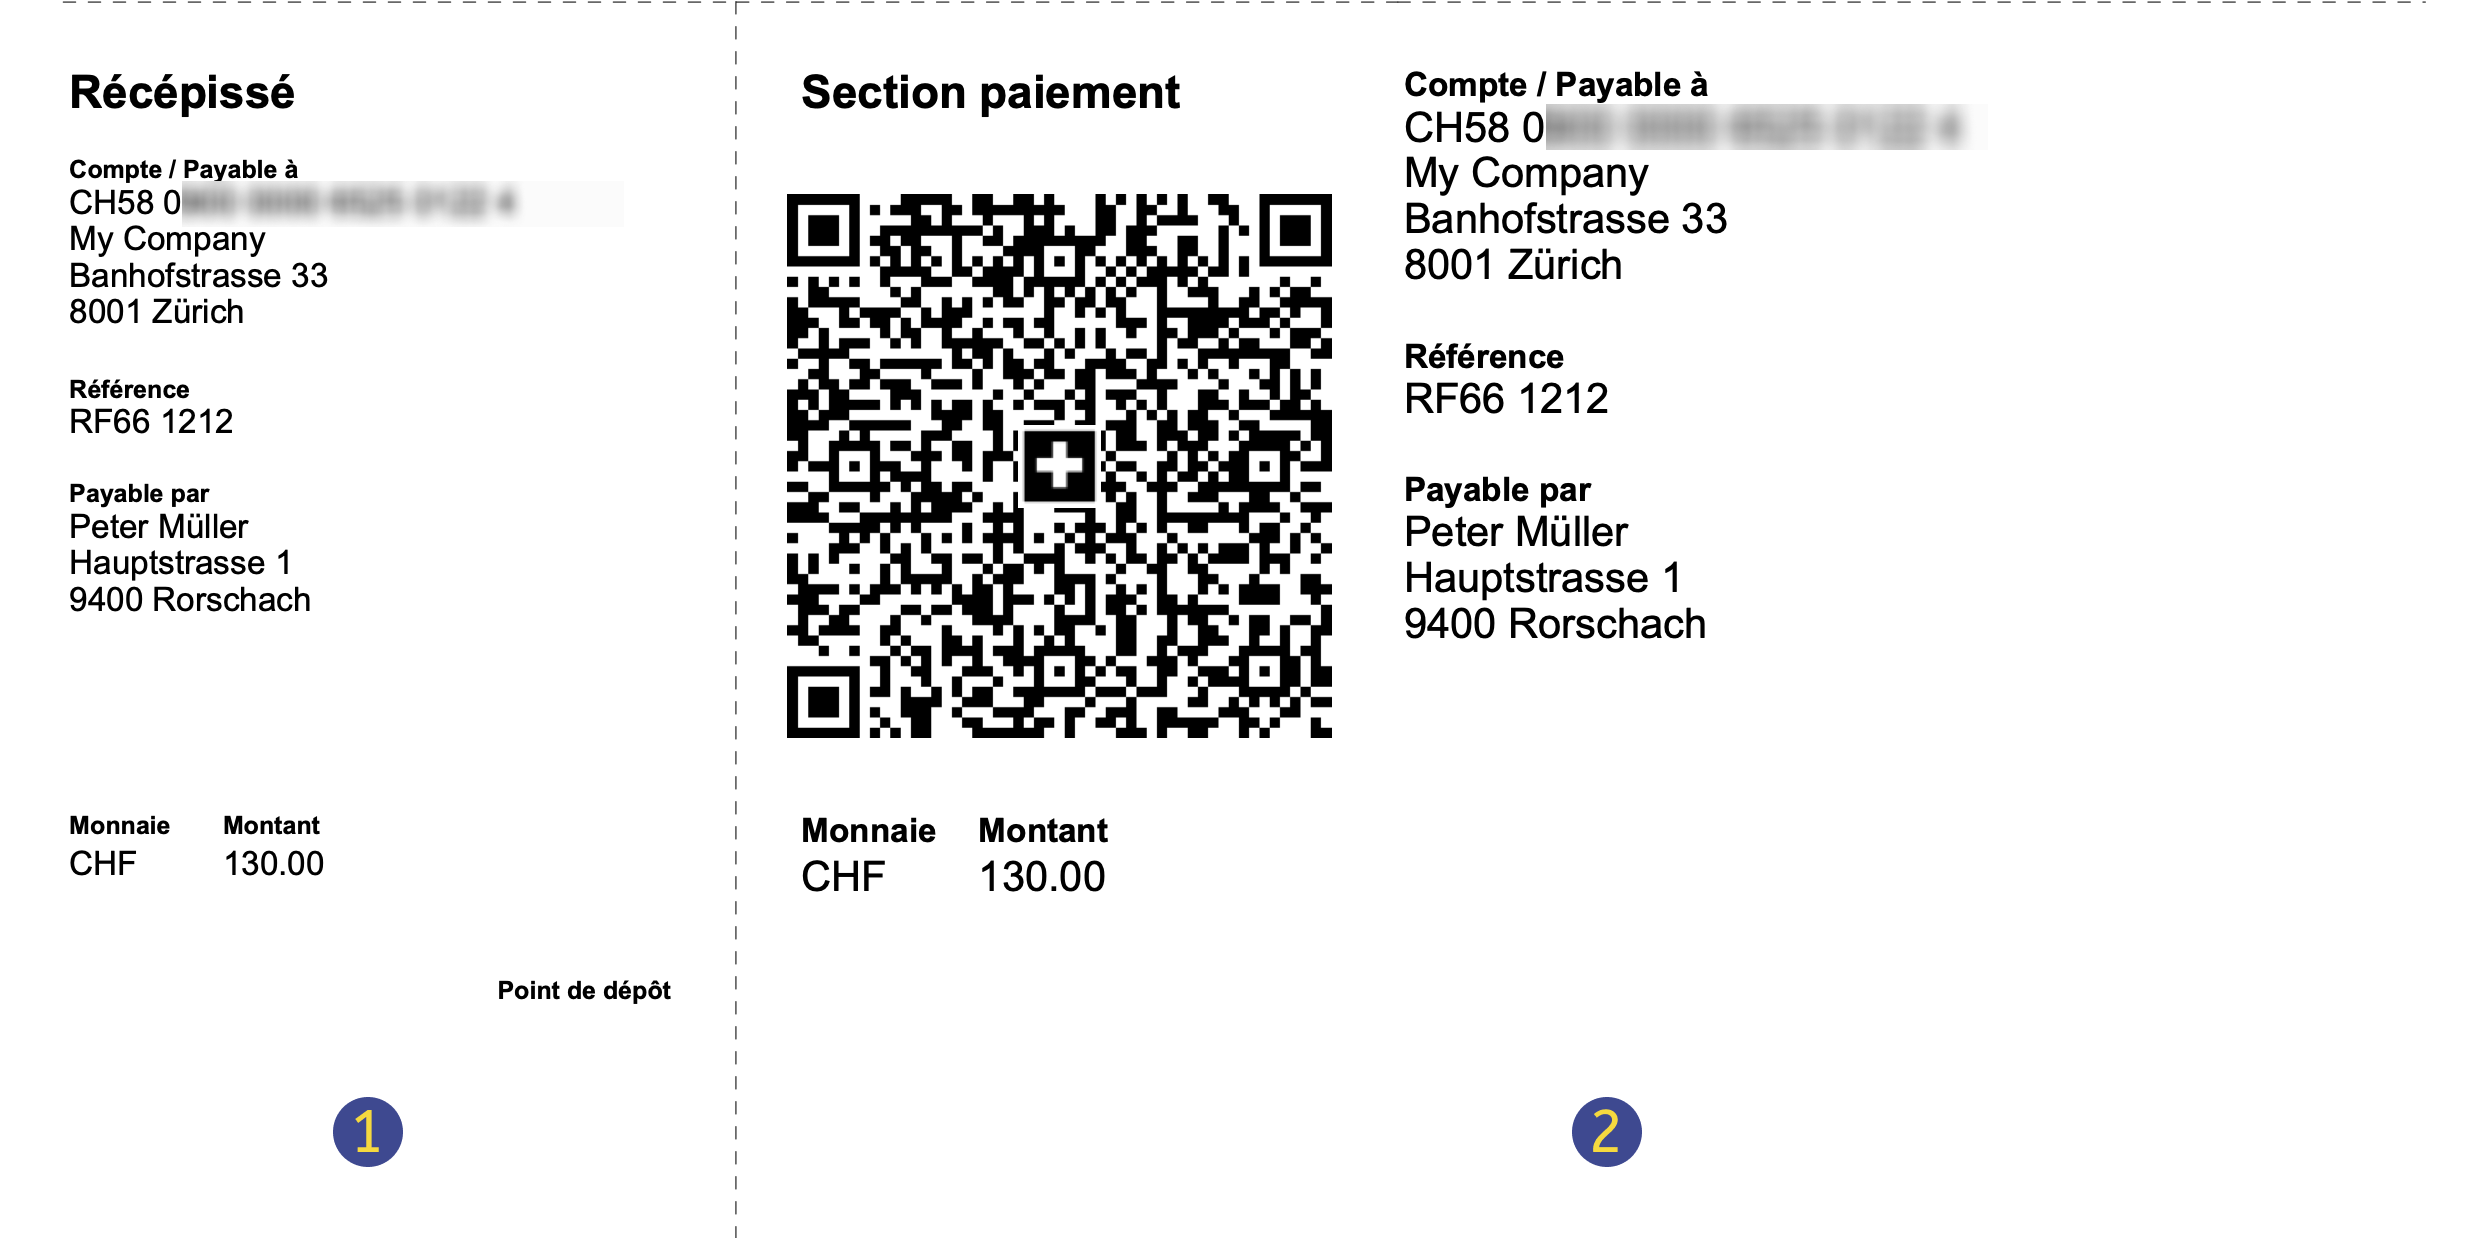 Récépissé
Compte / Payable à
CH58 0
My Company
Banhofstrasse 33
8001 Zürich
Référence
RF66 1212
Payable par
Peter Müller
Hauptstrasse 1
9400 Rorschach
Monnaie Montant
CHF 130.00
Point de dépôt
1
Section paiement
Monnaie Montant
CHF 130.00
Compte / Payable à
CH58 0
My Company
Banhofstrasse 33
8001 Zürich
Référence
RF66 1212
Payable par
Peter Müller
Hauptstrasse 1
9400 Rorschach
2